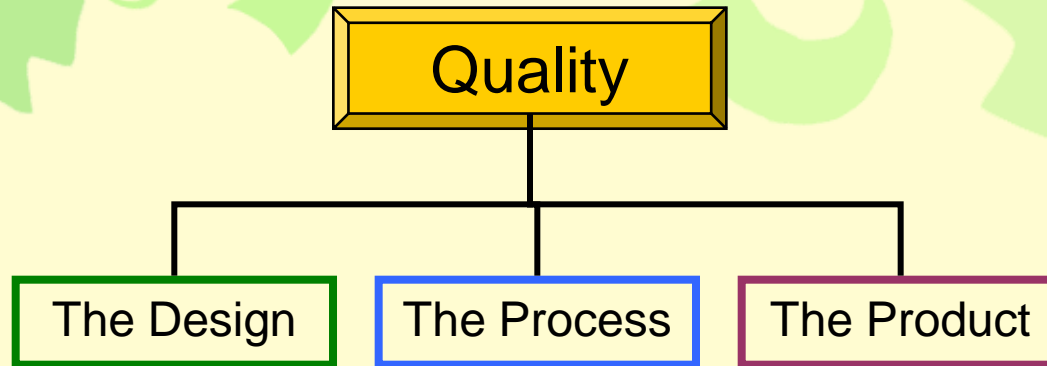 Quality
The Design
The Process
The Product